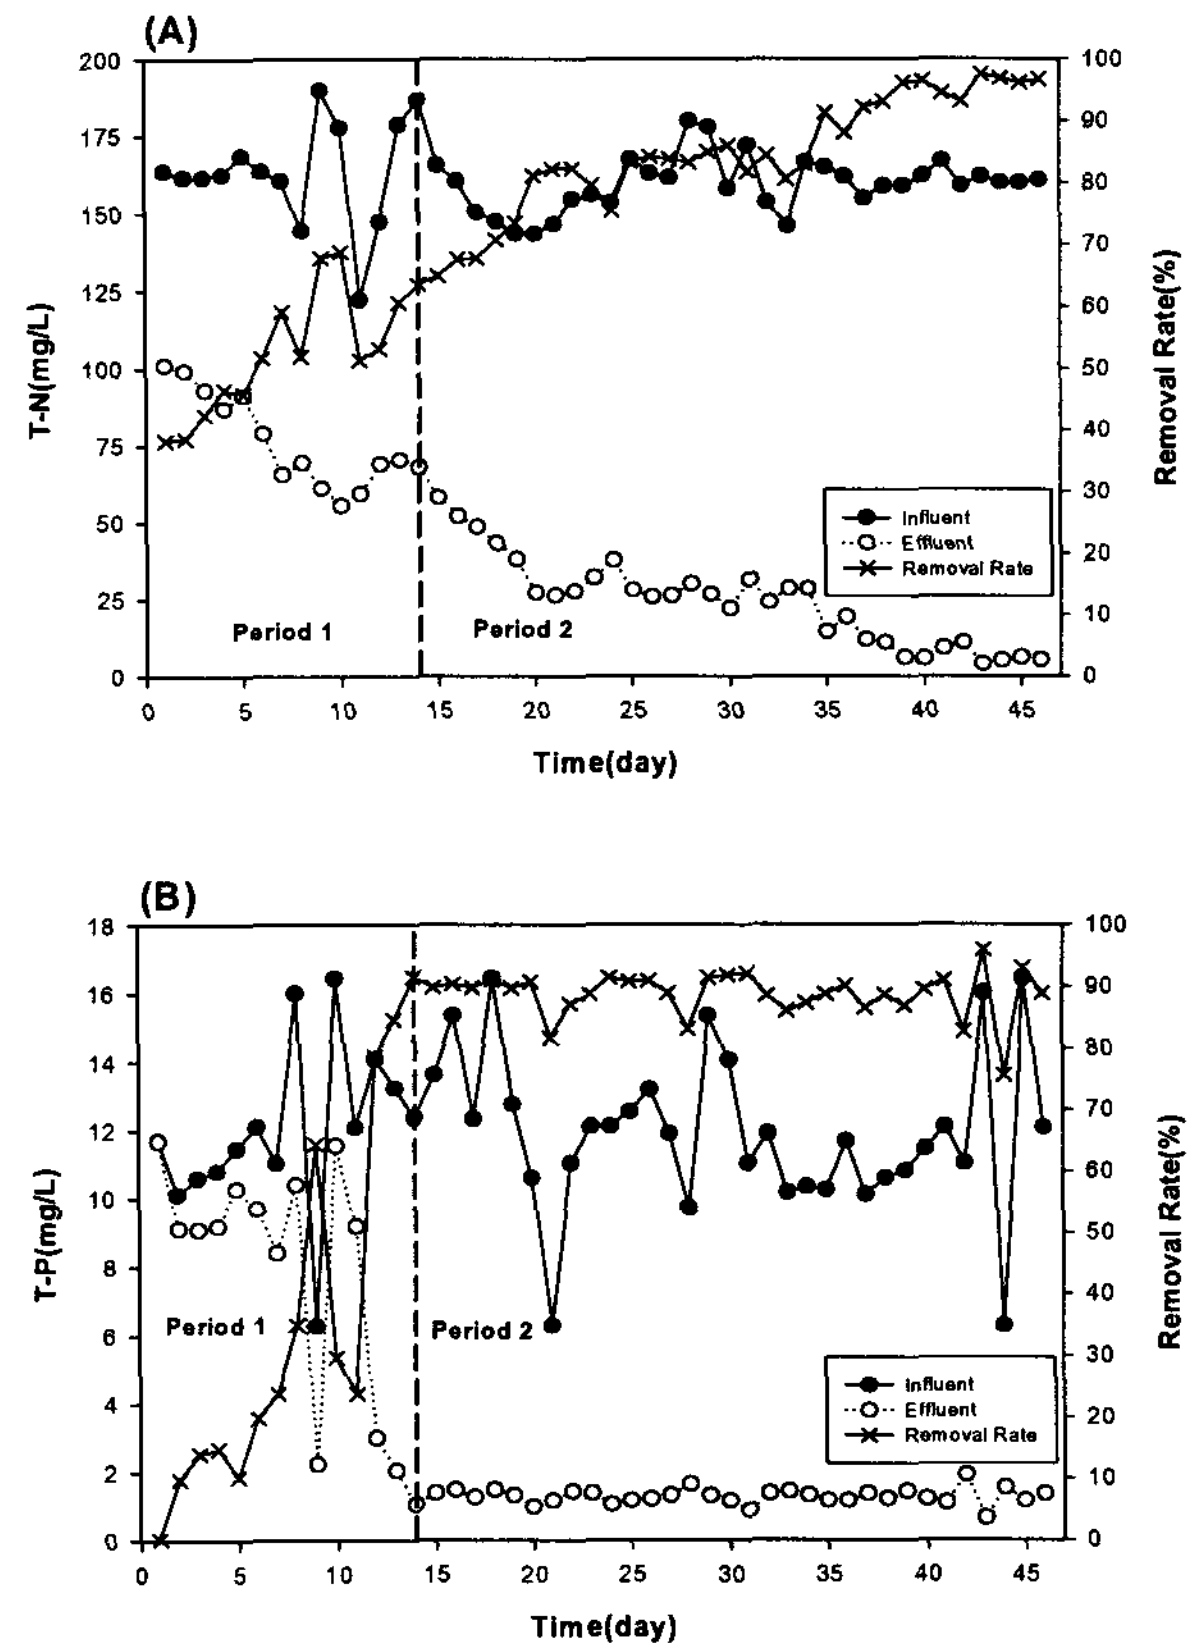 (A)
200
175
150
125
100
75
50
25
0
T-N(mg/L)
100
90
80
70
60
50
40
30
20
10
0
Removal Rate(%)
Influent
Effluent
Removal Rate
Period 1
Period 2
0 5 10 15 20 25 30 35 40 45
Time(day)
(B)
18
16
14
12
10
8
6
4
2
0
T-P(mg/L)
100
90
80
70
60
50
40
30
20
10
0
Removal Rate(%)
Period 1
Period 2
Influent
Effluent
Removal Rate
0 5 10 15 20 25 30 35 40 45
Time(day)